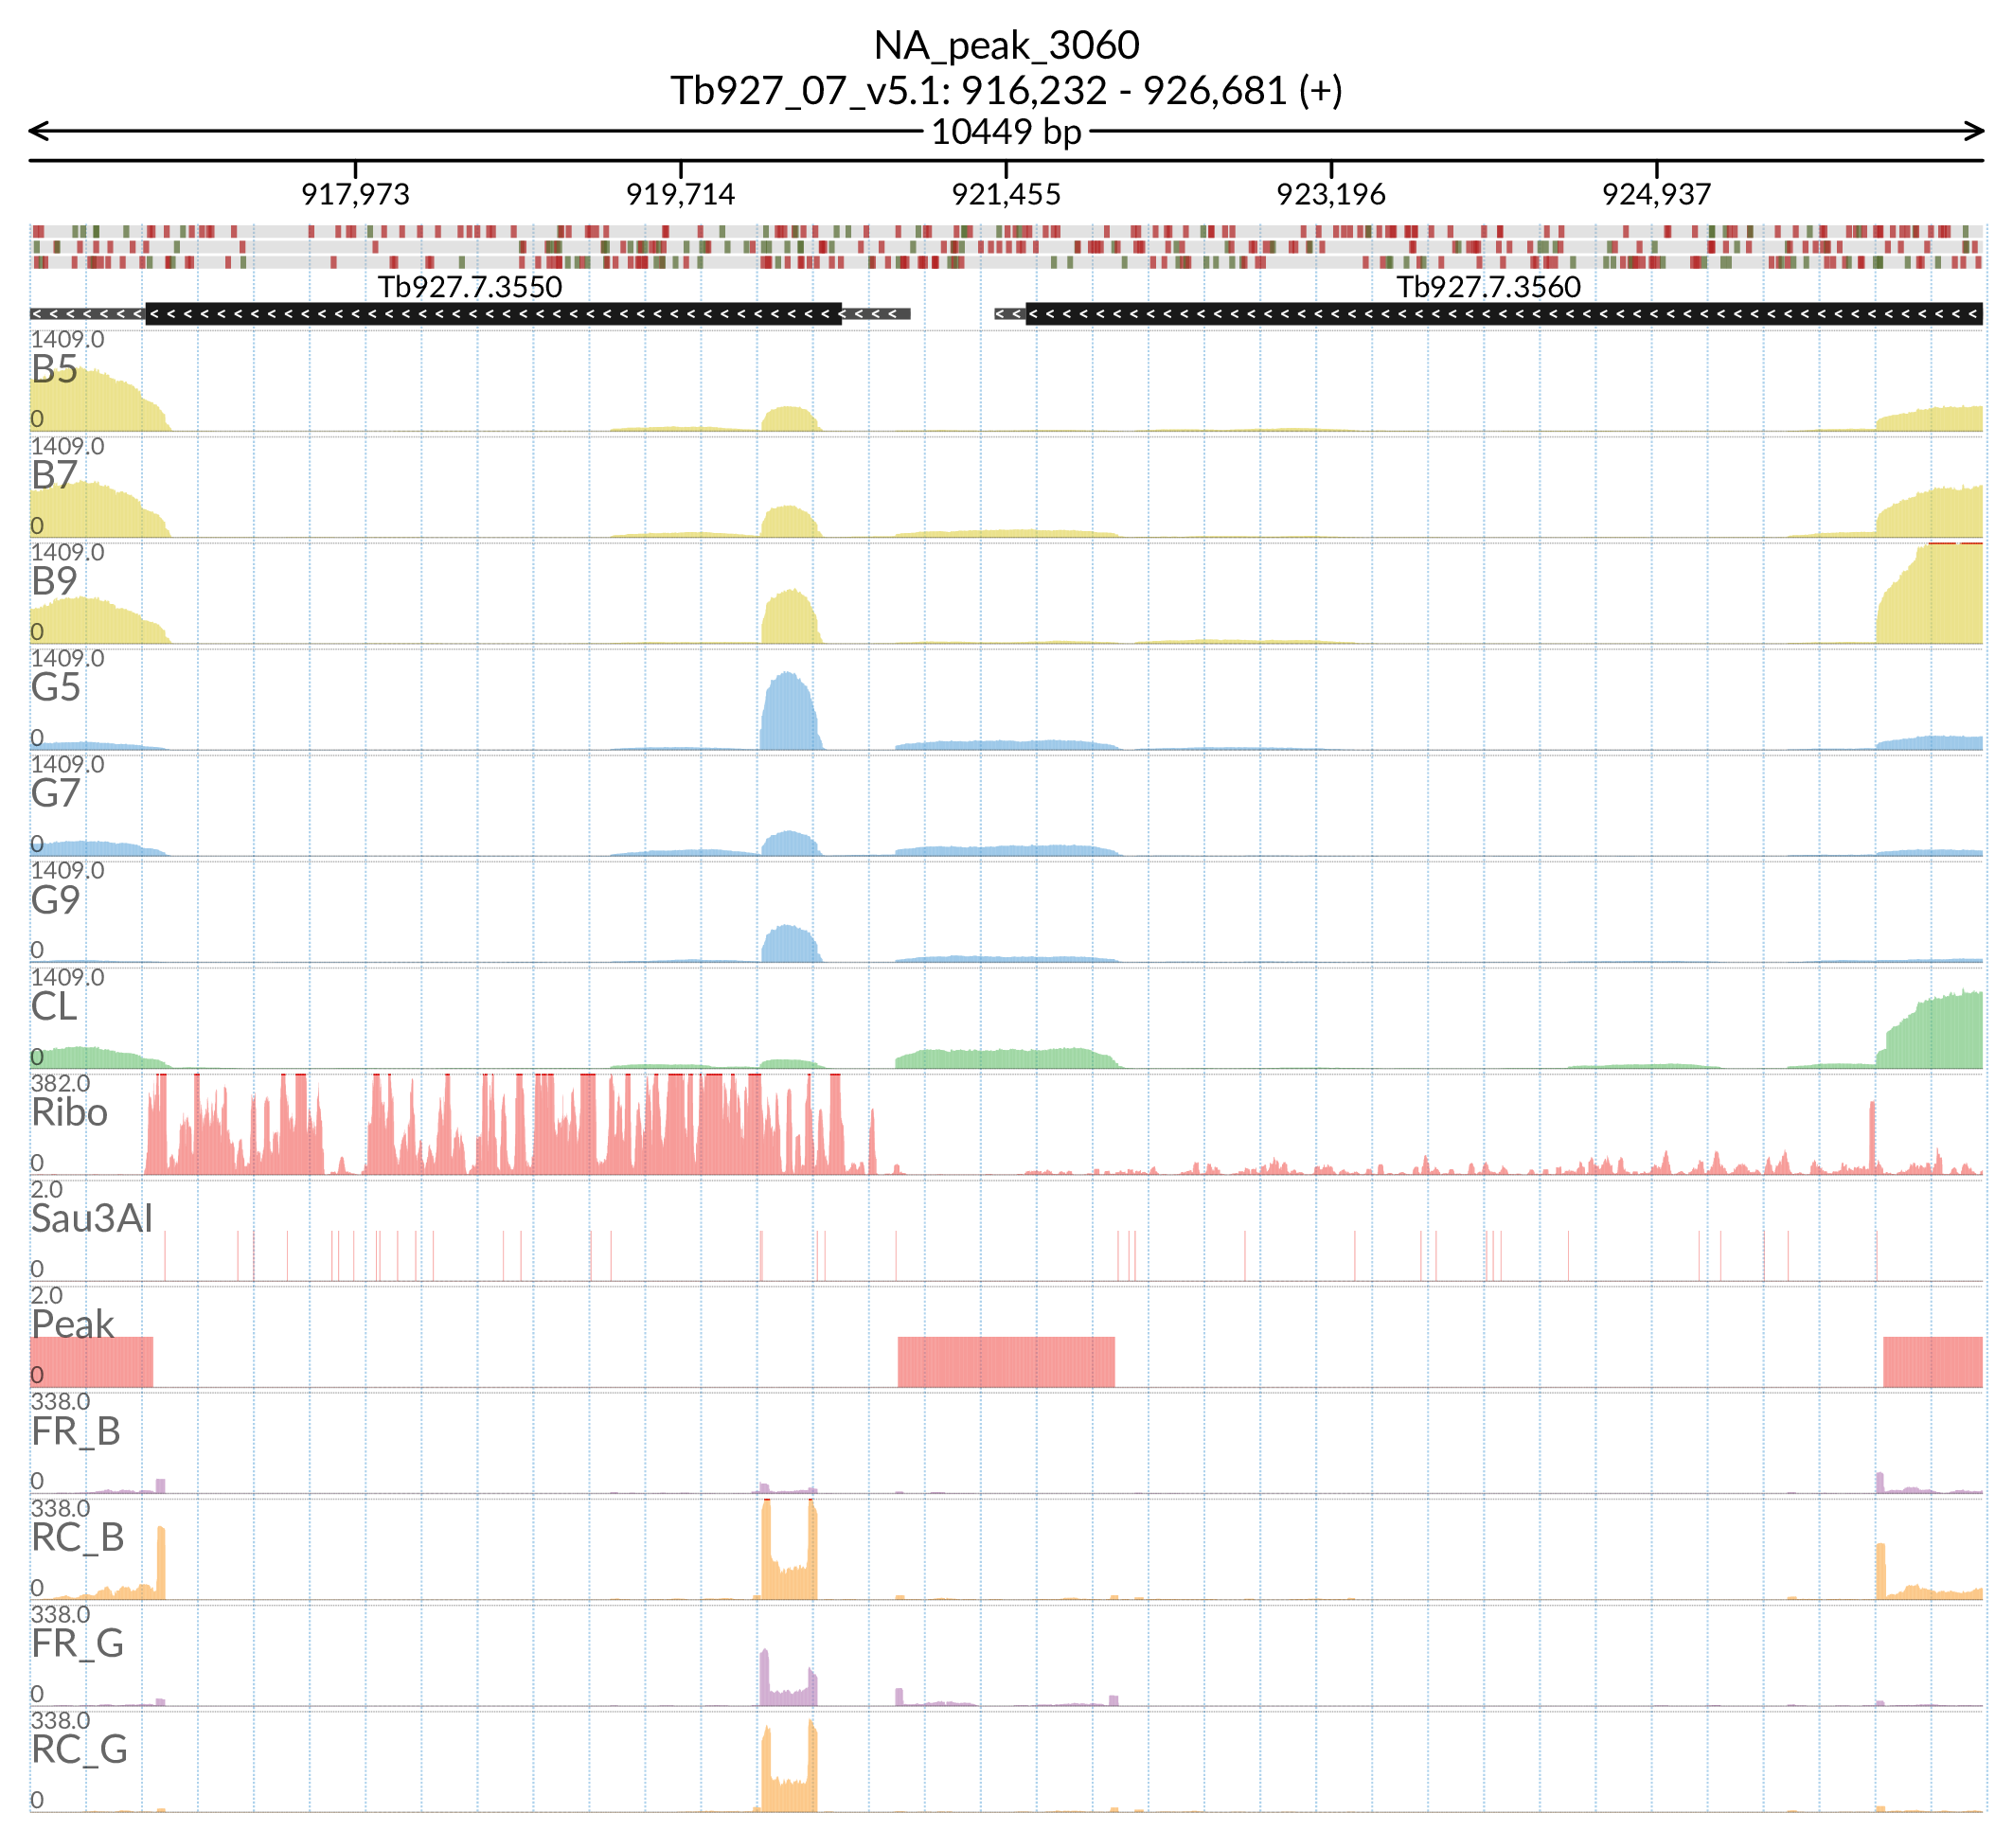 NA_peak_3060
Tb927_07_v5.1: 916,232 - 926,681 (+)
10449 bp
917,973 919,714 921,455 923,196 924,937
Tb927.7.3550 Tb927.7.3560
1409.0
B5
0
1409.0
B7
0
1409.0
B9
0
1409.0
G5
0
1409.0
G7
0
1409.0
G9
0
1409.0
CL
0
382.0
Ribo
0
2.0
Sau3AI
0
2.0
Peak
0
338.0
FR_B
0
338.0
RC_B
0
338.0
FR_G
0
338.0
RC_G
0